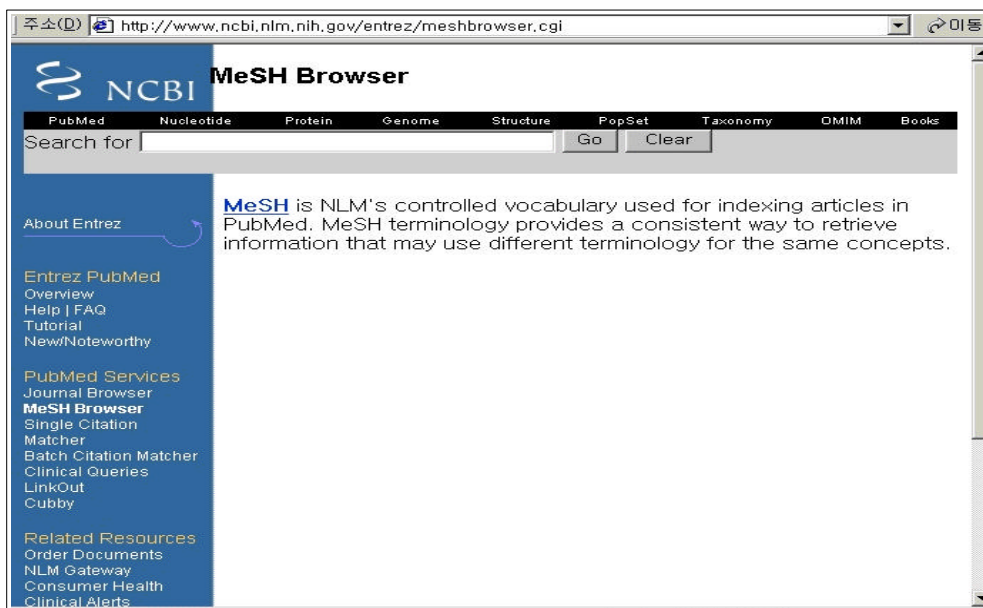 주소(D) http://www.ncbi.nlm.nih.gov/entrez/meshbrowser.cgi 이동
NCBI MeSH Browser
PubMed Nucleotide Protein Genome Structure PopSet Taxonomy OMIM Books
Search for Go Clear
About Entrez
Entrez PubMed
Overview
Help | FAQ
Tutorial
New/Noteworthy
PubMed Services
Journal Browser
MeSH Browser
Single Citation
Matcher
Batch Citation Matcher
Clinical Queries
LinkOut
Cubby
Related Resources
Order Documents
NLM Gateway
Consumer Health
Clinical Alerts
MeSH is NLM's controlled vocabulary used for indexing articles in
PubMed. MeSH terminology provides a consistent way to retrieve
information that may use different terminology for the same concepts.